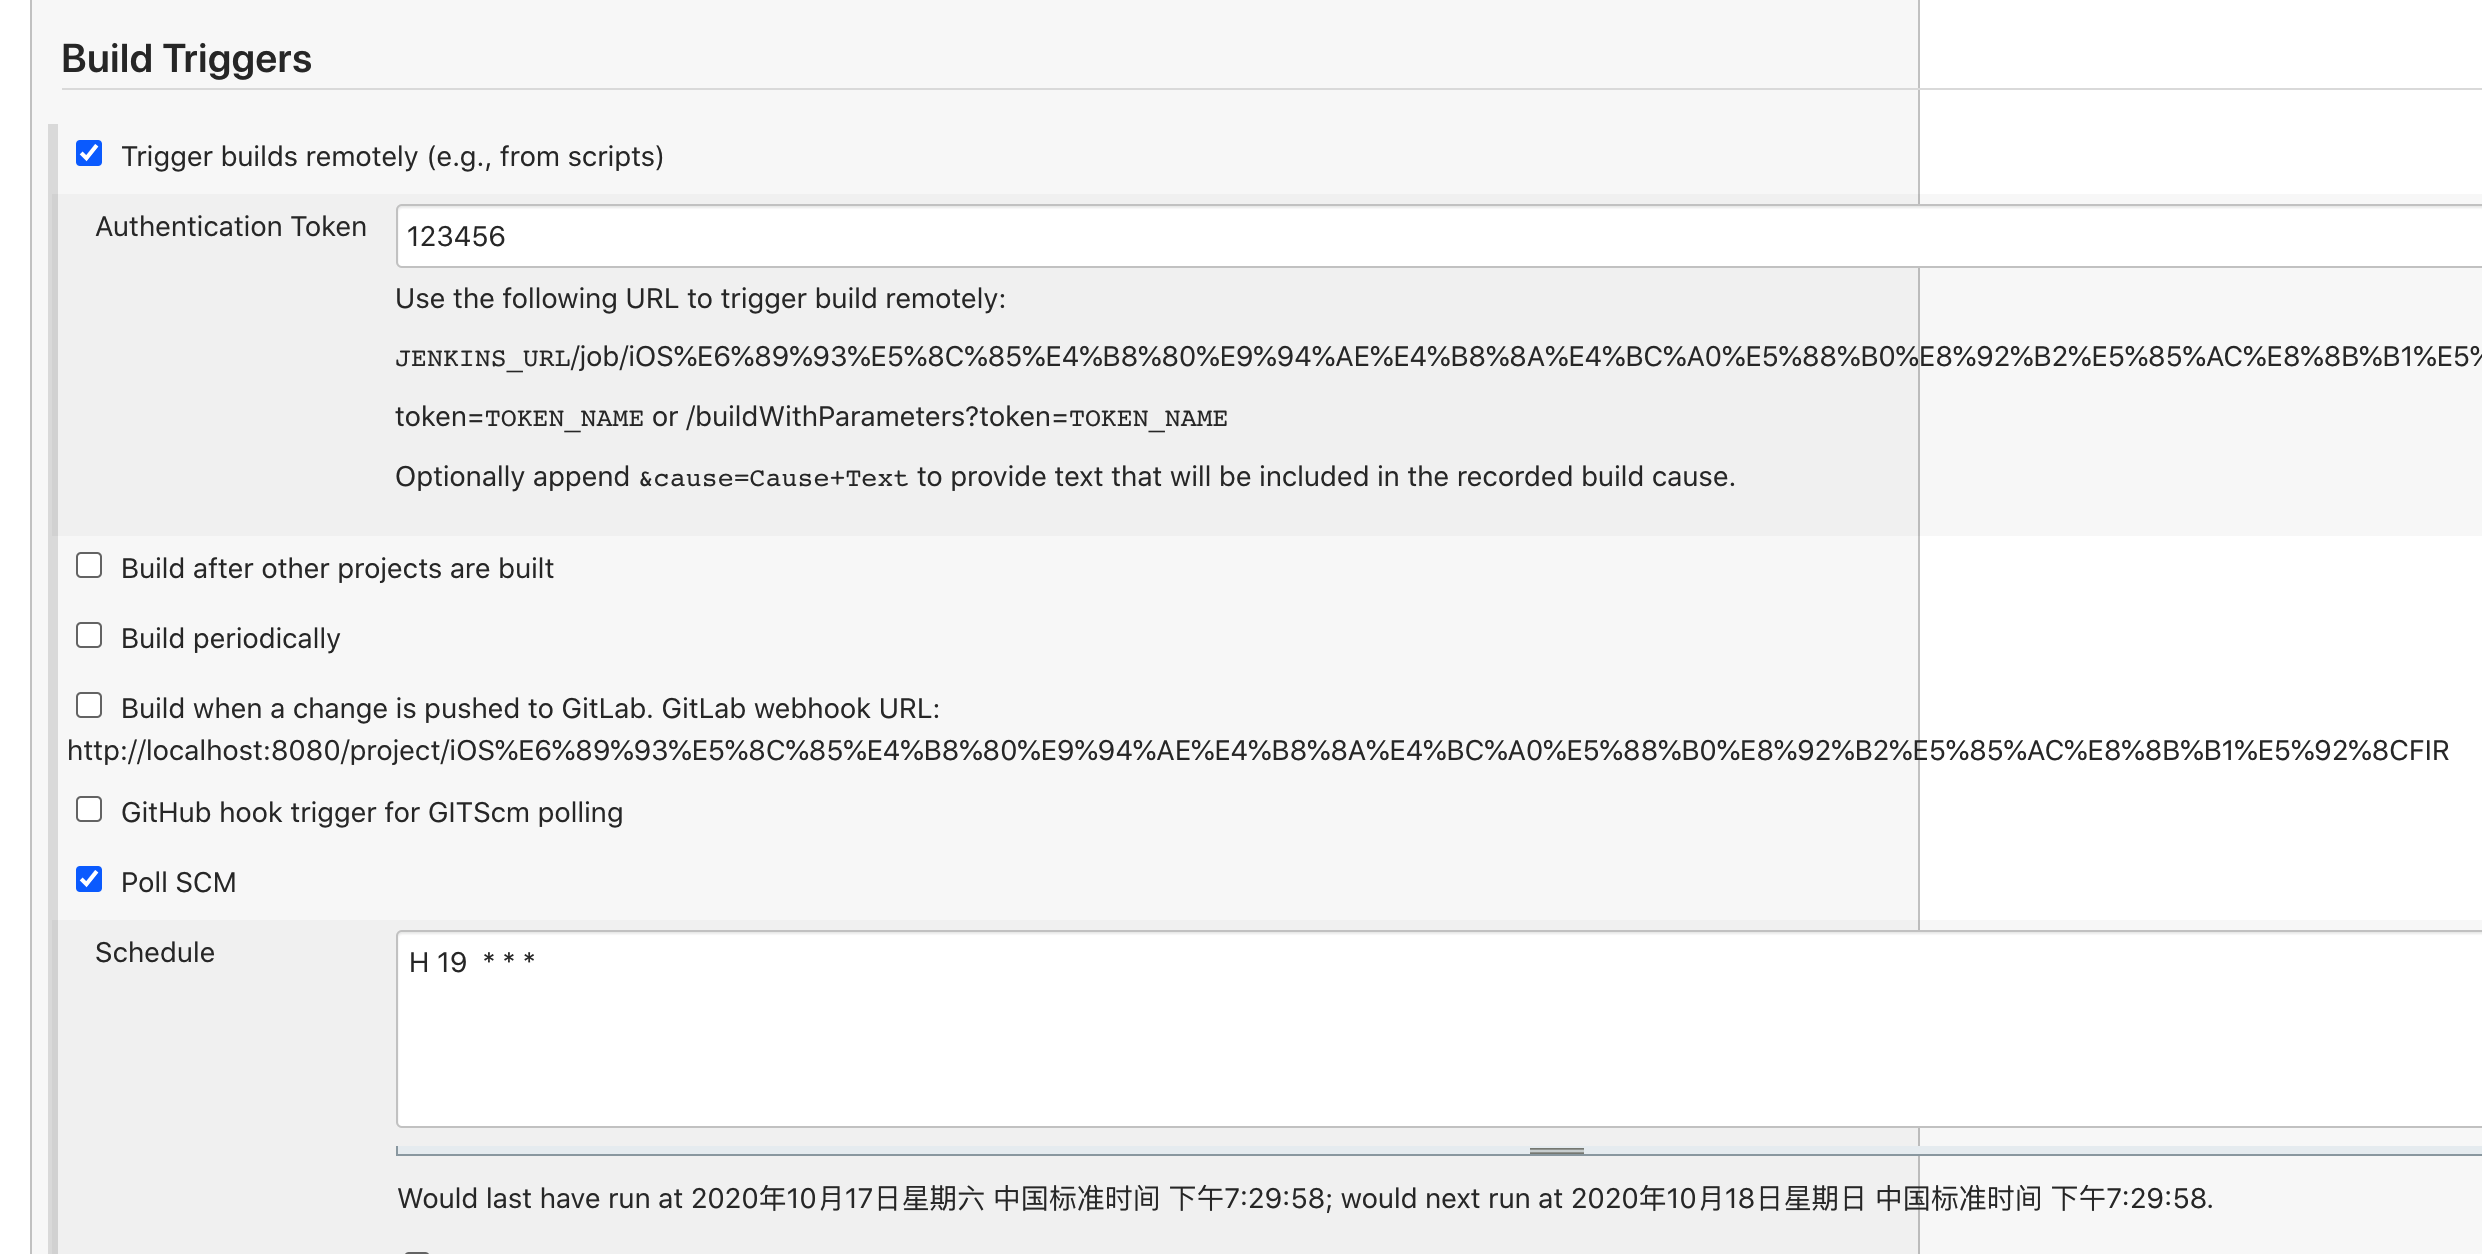 Build Triggers
Trigger builds remotely (e.g., from scripts)
Authentication Token
123456
Use the following URL to trigger build remotely:
JENKINS_URL/job/iOS%E6%89%93%E5%8C%85%E4%B8%80%E9%94%AE%E4%B8%8A%E4%BC%A0%E5%88%B0%E8%92%B2%E5%85%AC%E8%8B%B1%E5%
token=TOKEN_NAME or /buildWithParameters?token=TOKEN_NAME
Optionally append &cause=Cause+Text to provide text that will be included in the recorded build cause.
Build after other projects are built
Build periodically
Build when a change is pushed to GitLab. GitLab webhook URL:
http://localhost:8080/project/iOS%E6%89%93%E5%8C%85%E4%B8%80%E9%94%AE%E4%B8%8A%E4%BC%A0%E5%88%B0%E8%92%B2%E5%85%AC%E8%8B%B1%E5%92%8CFIR
GitHub hook trigger for GITScm polling
Poll SCM
Schedule
H 19  * * *
Would last have run at 2020年10月17日星期六 中国标准时间 下午7:29:58; would next run at 2020年10月18日星期日 中国标准时间 下午7:29:58.